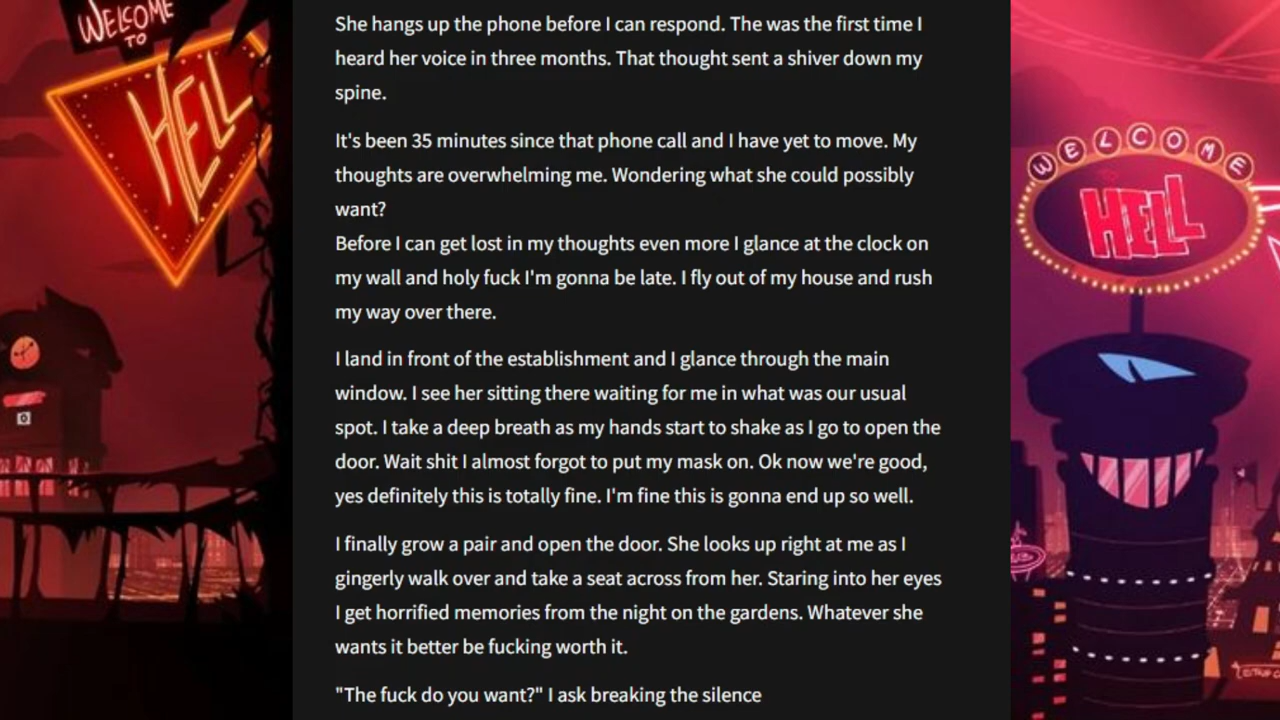 WELCOME
TO
HELL
She hangs up the phone before I can respond. The was the first time I
heard her voice in three months. That thought sent a shiver down my
spine.
It's been 35 minutes since that phone call and I have yet to move. My
thoughts are overwhelming me. Wondering what she could possibly
want?
Before I can get lost in my thoughts even more I glance at the clock on
my wall and holy fuck I'm gonna be late. I fly out of my house and rush
my way over there.
I land in front of the establishment and I glance through the main
window. I see her sitting there waiting for me in what was our usual
spot. I take a deep breath as my hands start to shake as I go to open the
door. Wait shit I almost forgot to put my mask on. Ok now we're good,
yes definitely this is totally fine. I'm fine this is gonna end up so well.
I finally grow a pair and open the door. She looks up right at me as I
gingerly walk over and take a seat across from her. Staring into her eyes
I get horrified memories from the night on the gardens. Whatever she
wants it better be fucking worth it.
"The fuck do you want?" I ask breaking the silence
WELCOME
HELL